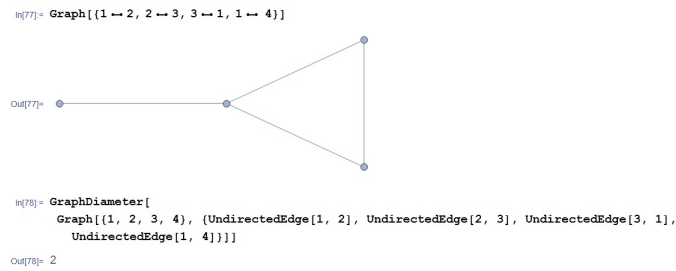 In[77]:= Graph[{1 ↔ 2, 2 ↔ 3, 3 ↔ 1, 1 ↔ 4}]
Out[77]=
In[78]:= GraphDiameter[
Graph[{1, 2, 3, 4}, {UndirectedEdge[1, 2], UndirectedEdge[2, 3], UndirectedEdge[3, 1],
UndirectedEdge[1, 4]}]]
Out[78]= 2